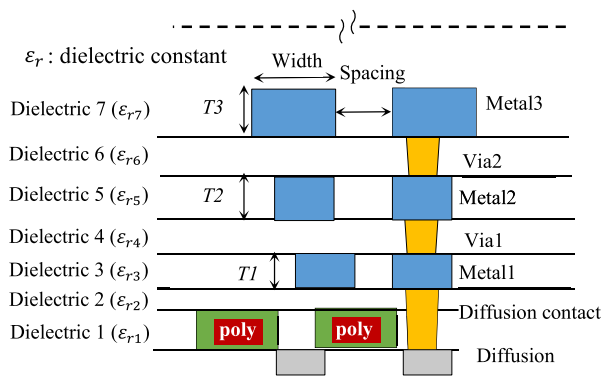 εr : dielectric constant
Width
Spacing
Dielectric 7 (εr7)
T3
Metal3
Dielectric 6 (εr6)
Via2
Dielectric 5 (εr5)
T2
Metal2
Dielectric 4 (εr4)
Via1
Dielectric 3 (εr3)
T1
Metal1
Dielectric 2 (εr2)
Diffusion contact
Dielectric 1 (εr1)
poly
poly
Diffusion